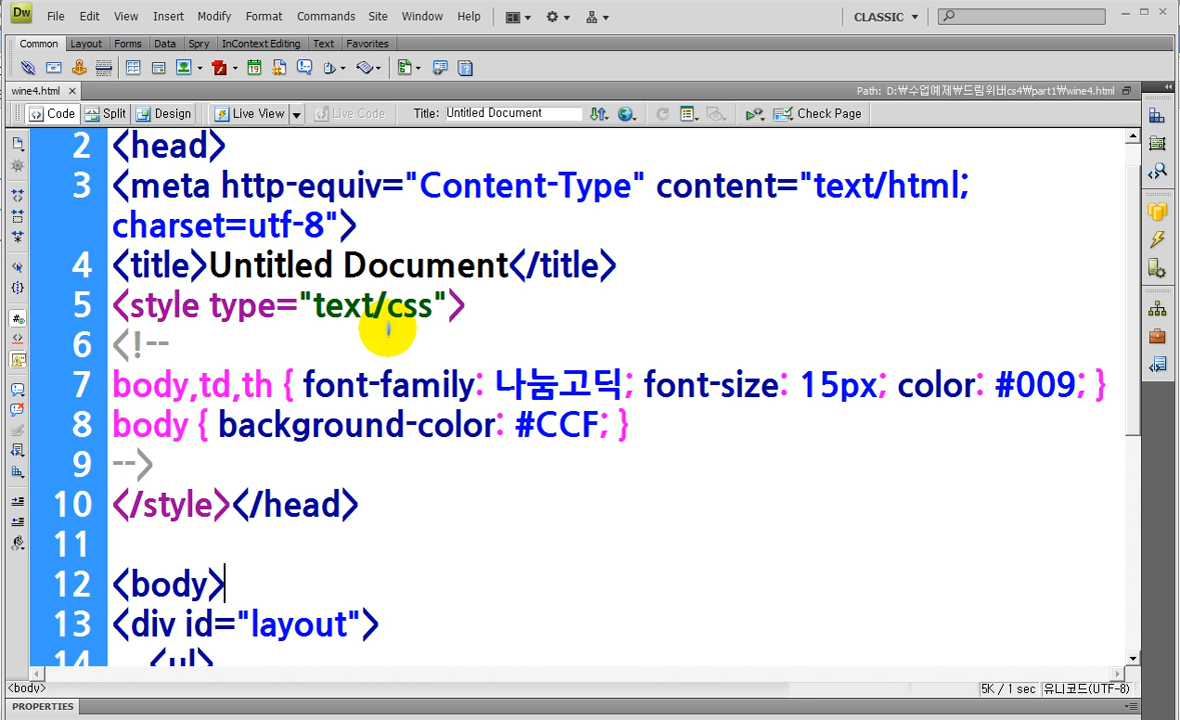 Dw File Edit View Insert Modify Format Commands Site Window Help CLASSIC
Common Layout Forms Data Spry InContext Editing Text Favorites
wine4.html Path: D:₩수업예제₩드림위버cs4₩part1₩wine4.html
Code Split Design Live View Live Code Title: Untitled Document Check Page
2 <head>
3 <meta http-equiv="Content-Type" content="text/html;
charset=utf-8">
4 <title>Untitled Document</title>
5 <style type="text/css">
6 <!--
7 body,td,th { font-family: 나눔고딕; font-size: 15px; color: #009; }
8 body { background-color: #CCF; }
9 -->
10 </style></head>
11
12 <body>
13 <div id="layout">
14 <ul>
<body> 5K / 1 sec 유니코드(UTF-8)
PROPERTIES